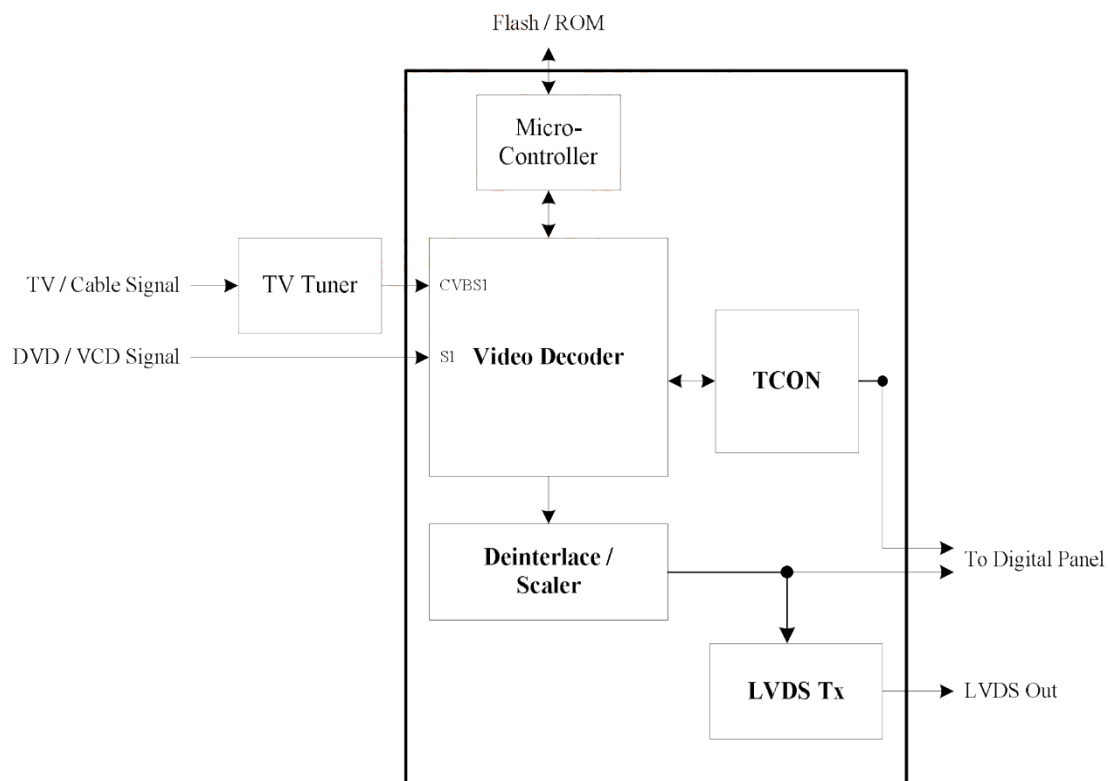 Flash / ROM
Micro-
Controller
TV / Cable Signal
TV Tuner
CVBS1
DVD / VCD Signal
S1
Video Decoder
TCON
Deinterlace /
Scaler
To Digital Panel
LVDS Tx
LVDS Out